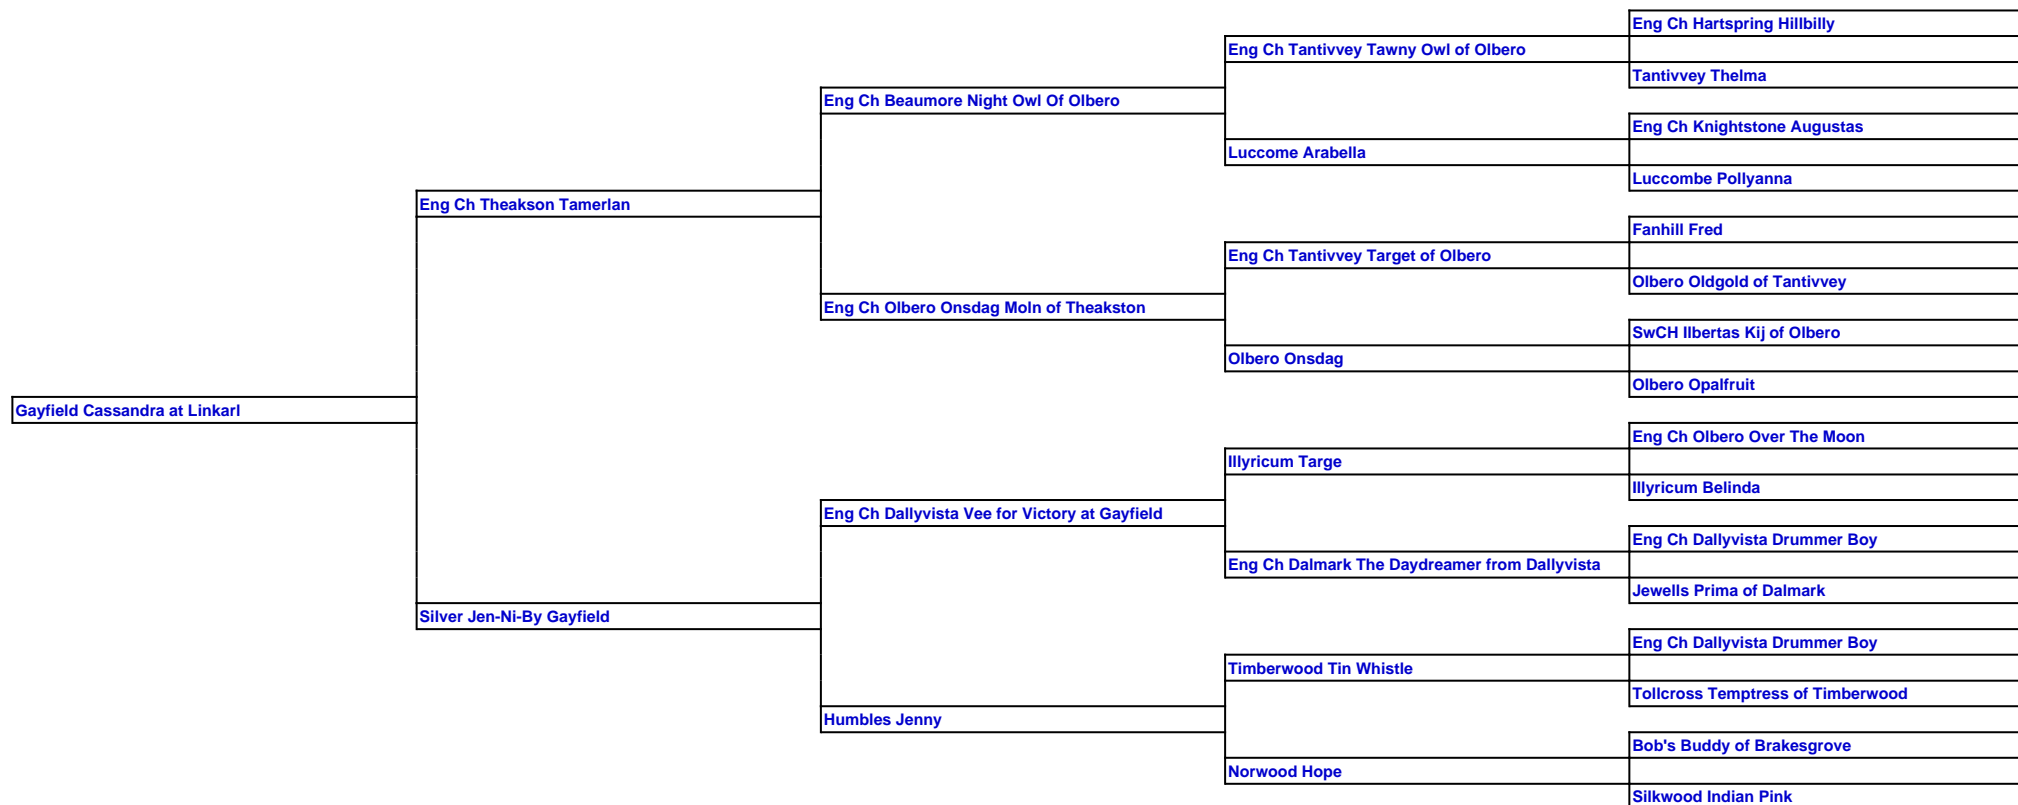 Eng Ch Hartspring Hillbilly
Eng Ch Tantivvey Tawny Owl of Olbero
Tantivvey Thelma
Eng Ch Beaumore Night Owl Of Olbero
Eng Ch Knightstone Augustas
Luccome Arabella
Luccombe Pollyanna
Eng Ch Theakson Tamerlan
Fanhill Fred
Eng Ch Tantivvey Target of Olbero
Olbero Oldgold of Tantivvey
Eng Ch Olbero Onsdag Moln of Theakston
SwCH Ilbertas Kij of Olbero
Olbero Onsdag
Olbero Opalfruit
Gayfield Cassandra at Linkarl
Eng Ch Olbero Over The Moon
Illyricum Targe
Illyricum Belinda
Eng Ch Dallyvista Vee for Victory at Gayfield
Eng Ch Dallyvista Drummer Boy
Eng Ch Dalmark The Daydreamer from Dallyvista
Jewells Prima of Dalmark
Silver Jen-Ni-By Gayfield
Eng Ch Dallyvista Drummer Boy
Timberwood Tin Whistle
Tollcross Temptress of Timberwood
Humbles Jenny
Bob's Buddy of Brakesgrove
Norwood Hope
Silkwood Indian Pink